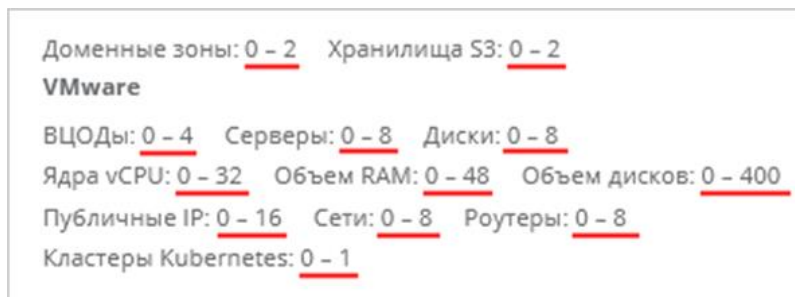 Доменные зоны: 0 – 2 Хранилища S3: 0 – 2
VMware
ВЦОДы: 0 – 4 Серверы: 0 – 8 Диски: 0 – 8
Ядра vCPU: 0 – 32 Объем RAM: 0 – 48 Объем дисков: 0 – 400
Публичные IP: 0 – 16 Сети: 0 – 8 Роутеры: 0 – 8
Кластеры Kubernetes: 0 – 1